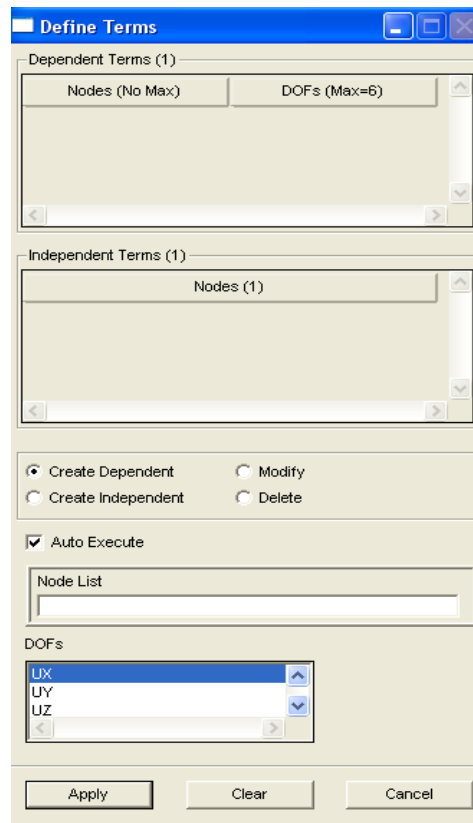 Define Terms
Dependent Terms (1)
Nodes (No Max) DOFs (Max=6)
Independent Terms (1)
Nodes (1)
Create Dependent Modify
Create Independent Delete
Auto Execute
Node List
DOFs
UX
UY
UZ
Apply Clear Cancel